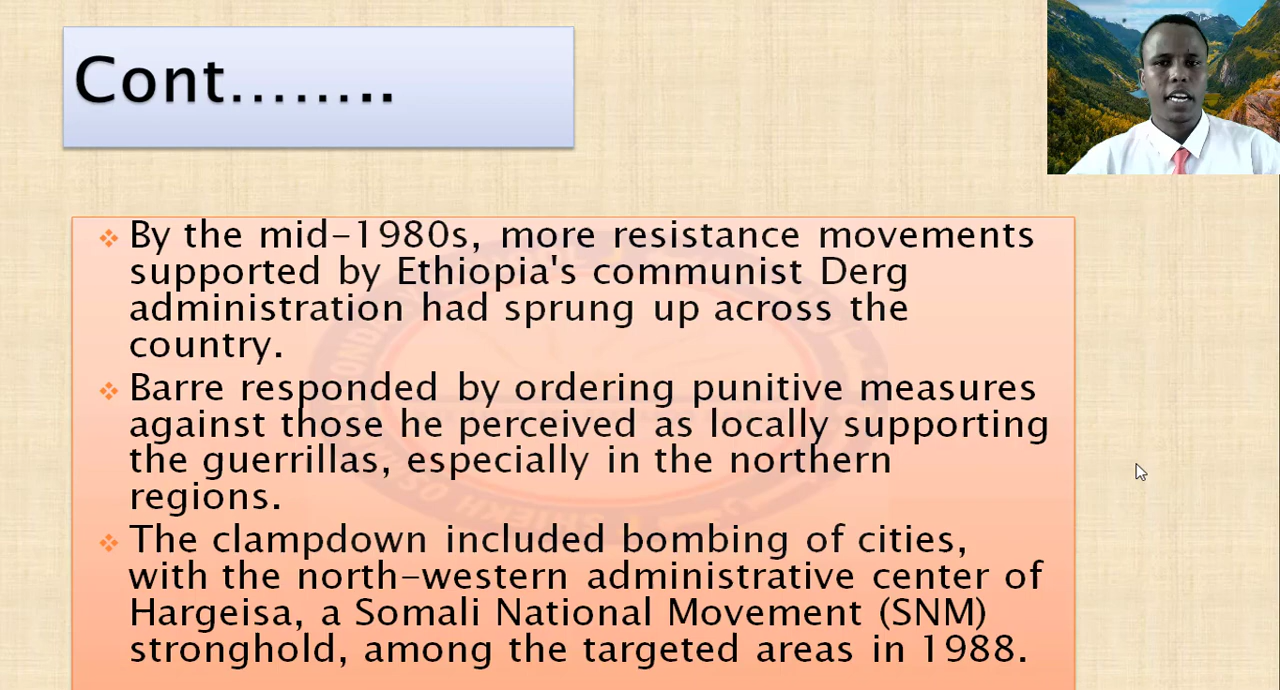 Cont........
By the mid-1980s, more resistance movements
supported by Ethiopia's communist Derg
administration had sprung up across the
country.
Barre responded by ordering punitive measures
against those he perceived as locally supporting
the guerrillas, especially in the northern
regions.
The clampdown included bombing of cities,
with the north-western administrative center of
Hargeisa, a Somali National Movement (SNM)
stronghold, among the targeted areas in 1988.